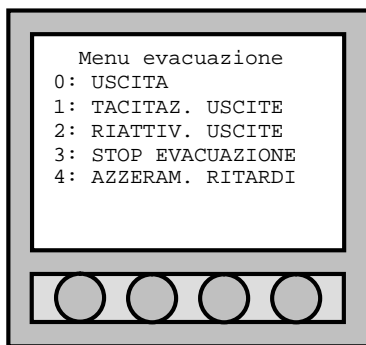 Menu evacuazione
0: USCITA
1: TACITAZ. USCITE
2: RIATTIV. USCITE
3: STOP EVACUAZIONE
4: AZZERAM. RITARDI